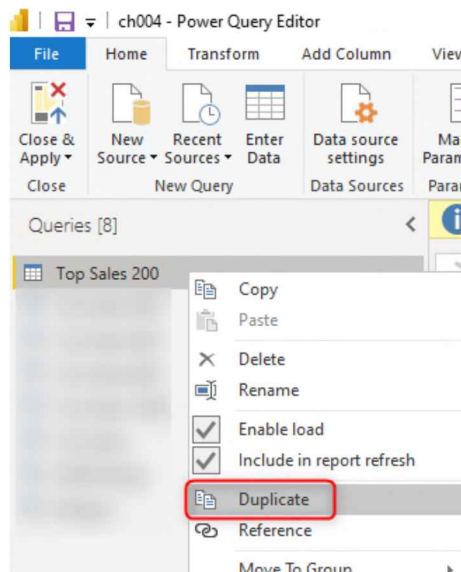 ch004 - Power Query Editor
File Home Transform Add Column View
Close & Apply
New Source
Recent Sources
Enter Data
Data source settings
Close
New Query
Data Sources
Queries [8]
Top Sales 200
Copy
Paste
Delete
Rename
Enable load
Include in report refresh
Duplicate
Reference
Move To Group